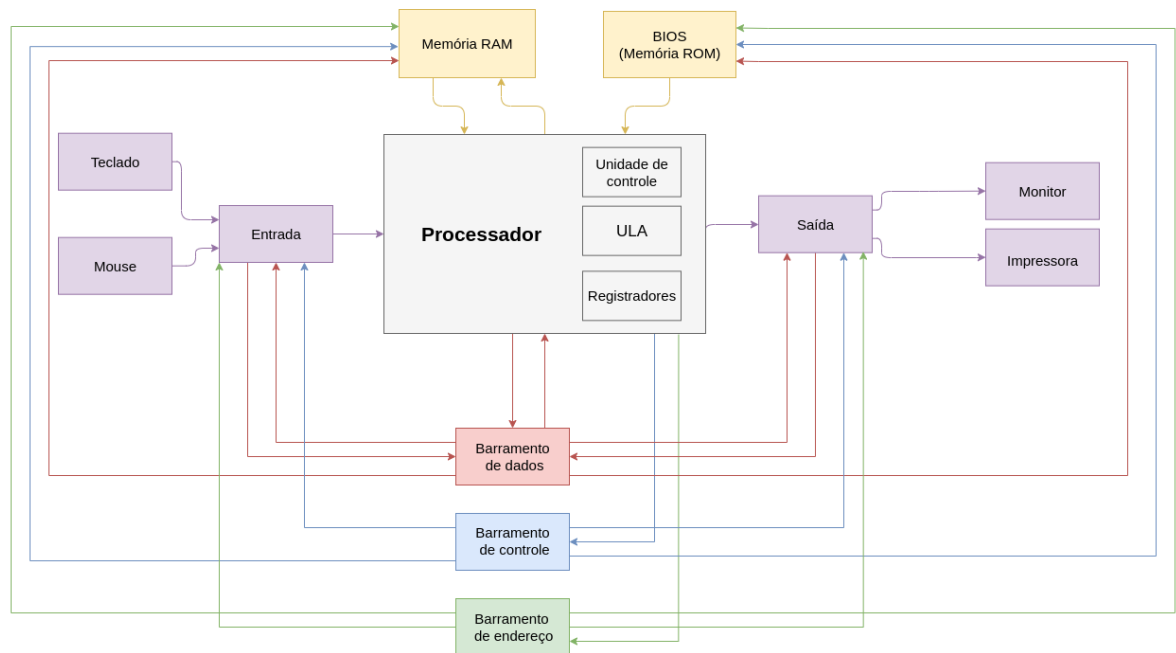 Memória RAM
BIOS
(Memória ROM)
Teclado
Mouse
Entrada
Processador
Unidade de
controle
ULA
Registradores
Saída
Monitor
Impressora
Barramento
de dados
Barramento
de controle
Barramento
de endereço